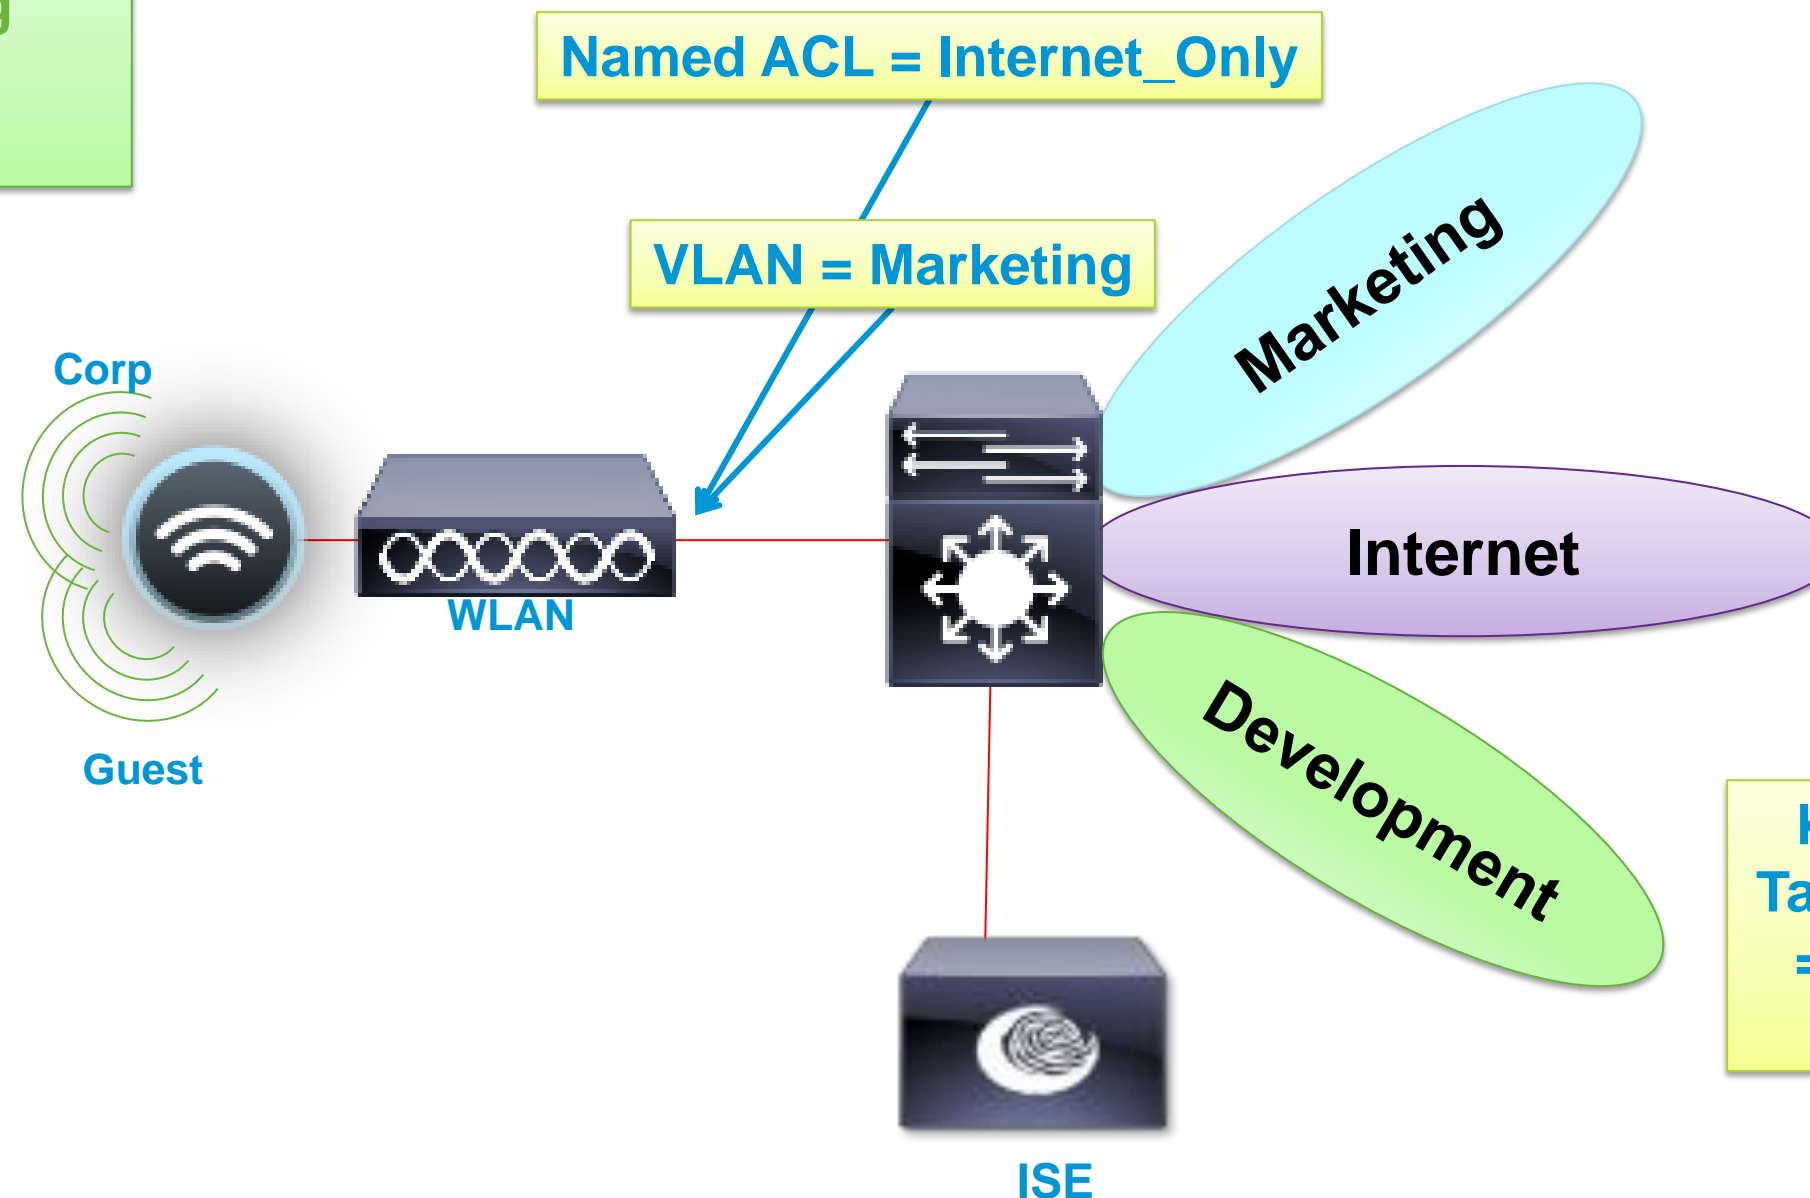 Named ACL = Internet_Only
VLAN = Marketing
Marketing
Corp
Internet
WLAN
Development
Guest
ISE